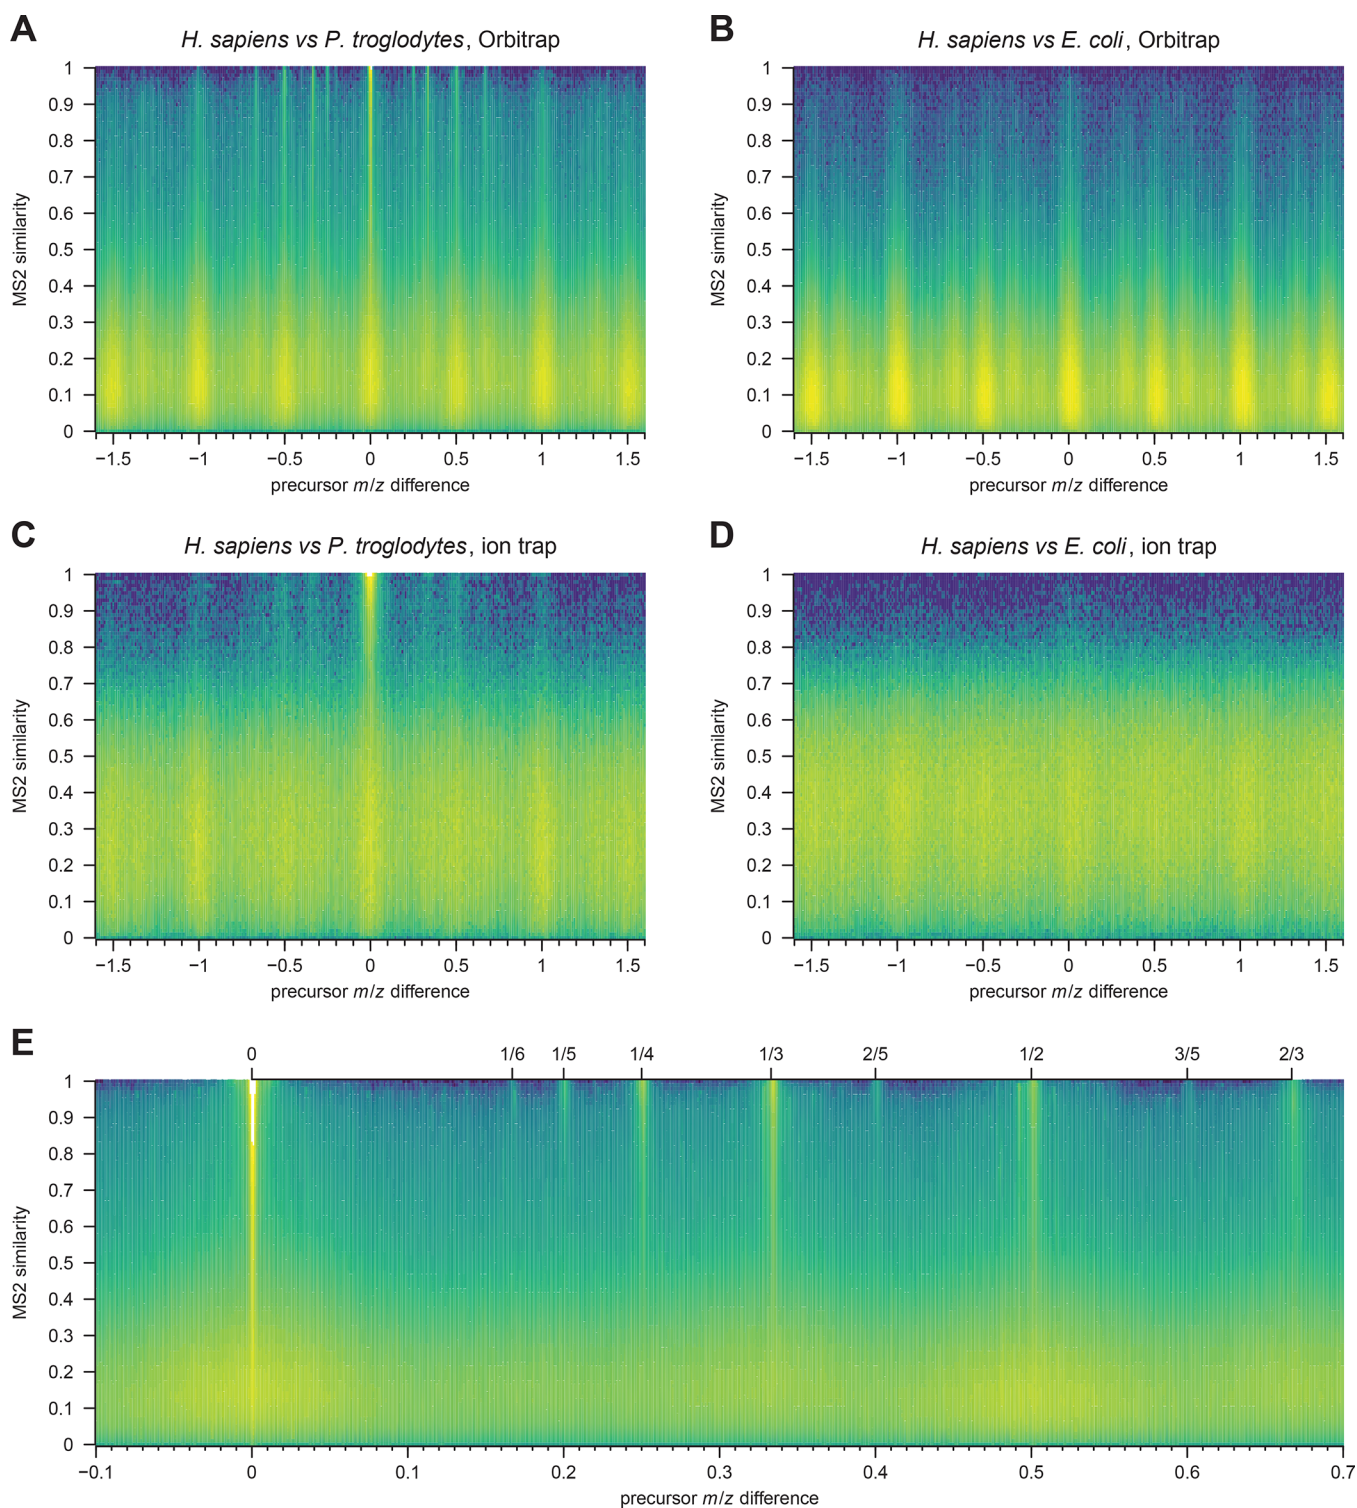 A
H. sapiens vs P. troglodytes, Orbitrap
1
0.9
0.8
0.7
0.6
0.5
0.4
0.3
0.2
0.1
0
MS2 similarity
−1.5 −1 −0.5 0 0.5 1 1.5
precursor m/z difference
B
H. sapiens vs E. coli, Orbitrap
1
0.9
0.8
0.7
0.6
0.5
0.4
0.3
0.2
0.1
0
MS2 similarity
−1.5 −1 −0.5 0 0.5 1 1.5
precursor m/z difference
C
H. sapiens vs P. troglodytes, ion trap
1
0.9
0.8
0.7
0.6
0.5
0.4
0.3
0.2
0.1
0
MS2 similarity
−1.5 −1 −0.5 0 0.5 1 1.5
precursor m/z difference
D
H. sapiens vs E. coli, ion trap
1
0.9
0.8
0.7
0.6
0.5
0.4
0.3
0.2
0.1
0
MS2 similarity
−1.5 −1 −0.5 0 0.5 1 1.5
precursor m/z difference
E
0 1/6 1/5 1/4 1/3 2/5 1/2 3/5 2/3
1
0.9
0.8
0.7
0.6
0.5
0.4
0.3
0.2
0.1
0
MS2 similarity
−0.1 0 0.1 0.2 0.3 0.4 0.5 0.6 0.7
precursor m/z difference